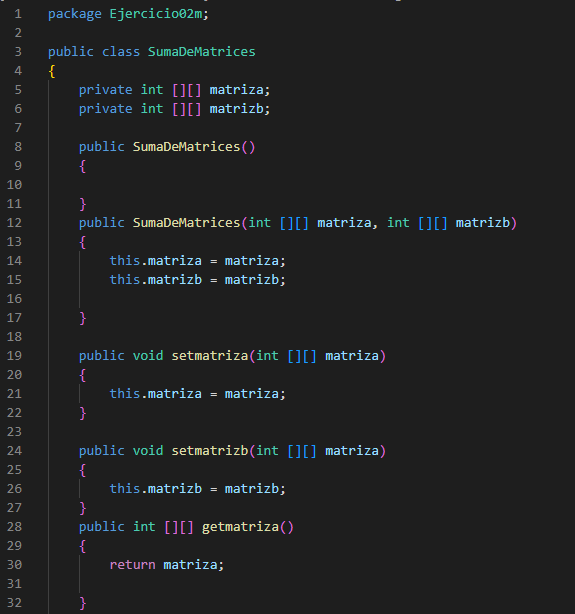 1 package Ejercicio02m;
2
3 public class SumaDeMatrices
4 {
5 private int [][] matriza;
6 private int [][] matrizb;
7
8 public SumaDeMatrices()
9 {
10
11 }
12 public SumaDeMatrices(int [][] matriza, int [][] matrizb)
13 {
14 this.matriza = matriza;
15 this.matrizb = matrizb;
16
17 }
18
19 public void setmatriza(int [][] matriza)
20 {
21 this.matriza = matriza;
22 }
23
24 public void setmatrizb(int [][] matriza)
25 {
26 this.matrizb = matrizb;
27 }
28 public int [][] getmatriza()
29 {
30 return matriza;
31
32 }